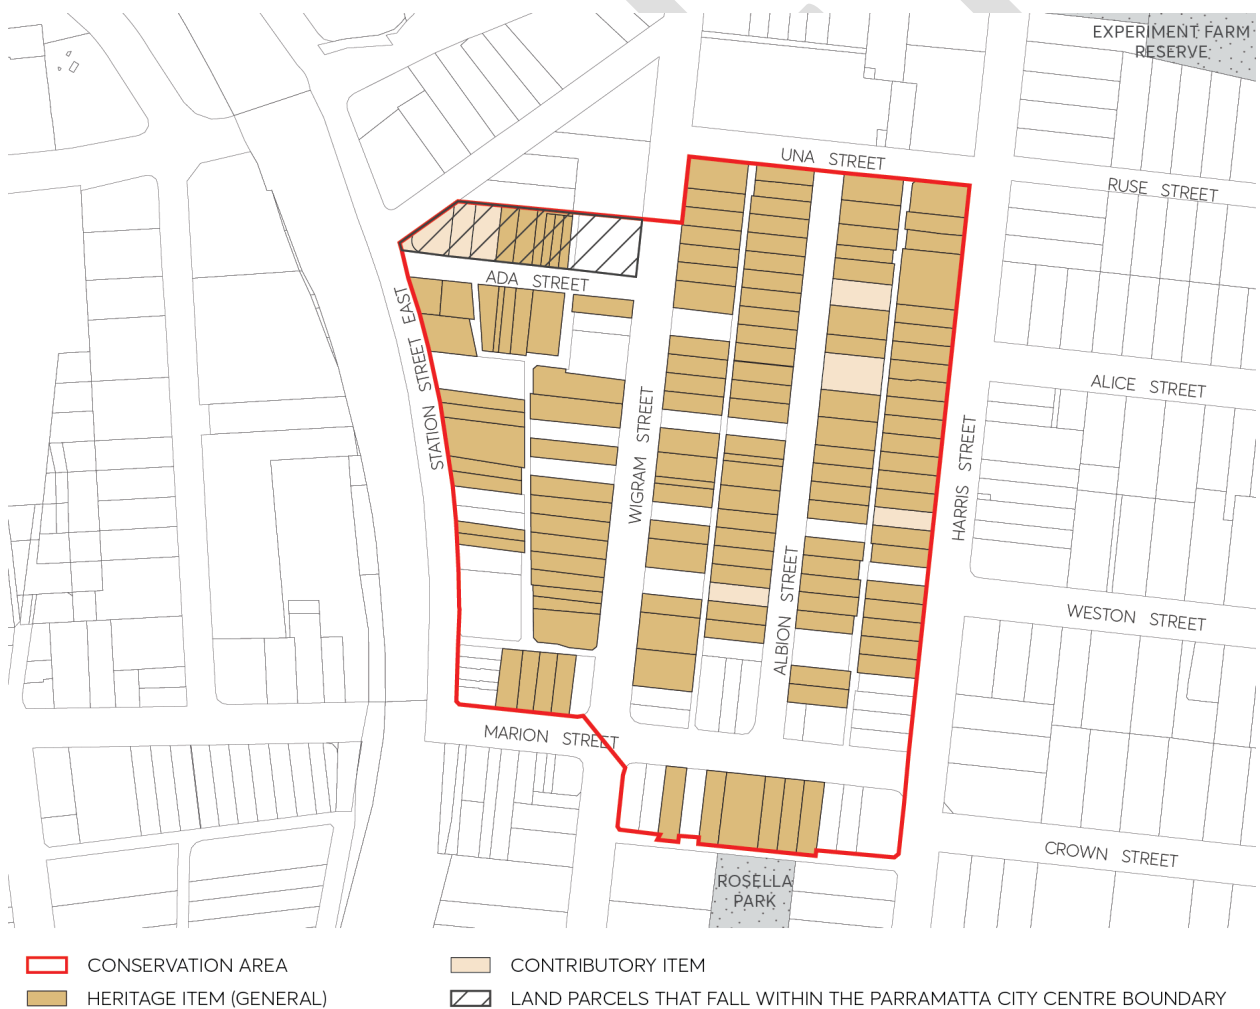 EXPERIMENT FARM
RESERVE
UNA STREET
RUSE STREET
ADA STREET
STATION STREET EAST
ALICE STREET
WIGRAM STREET
HARRIS STREET
ALBION STREET
WESTON STREET
MARION STREET
CROWN STREET
ROSELLA
PARK
CONSERVATION AREA
CONTRIBUTORY ITEM
HERITAGE ITEM (GENERAL)
LAND PARCELS THAT FALL WITHIN THE PARRAMATTA CITY CENTRE BOUNDARY